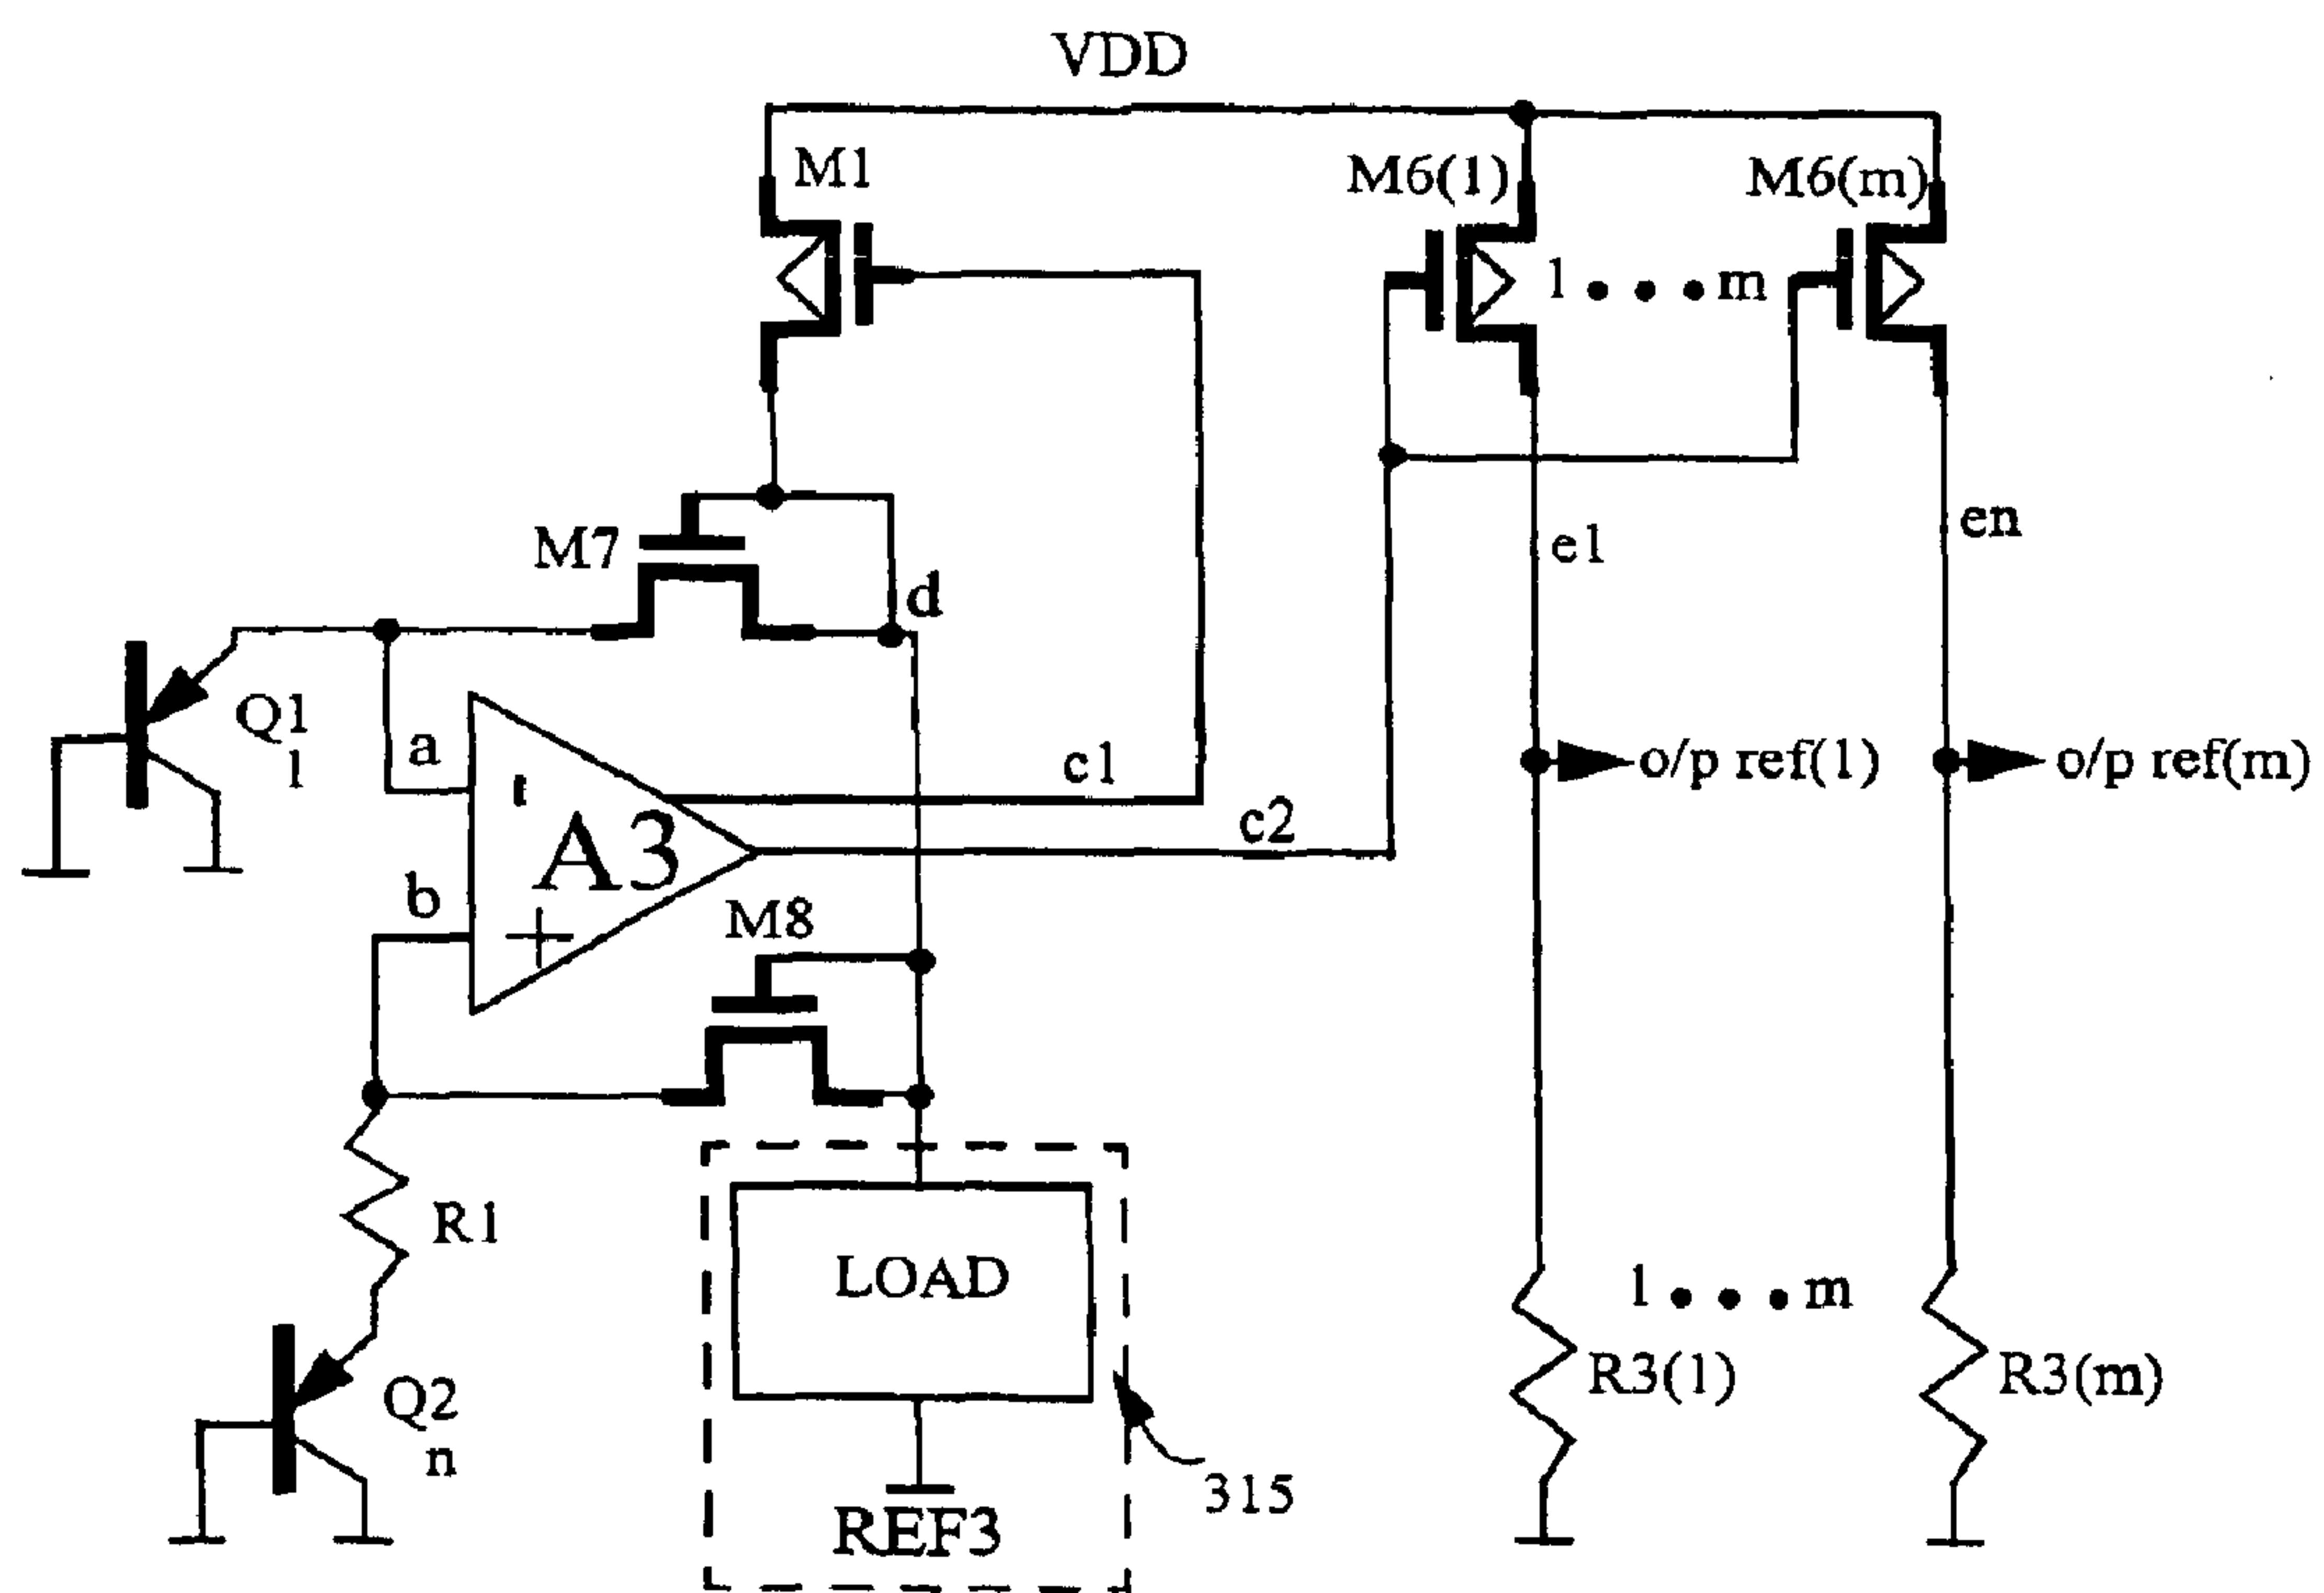 VDD
M1
M6(1)
M6(m)
1 • • • m
M7
d
e1
en
Q1
1
a
c1
o/p ref(1)
o/p ref(m)
A3
c2
b
M8
+
R1
LOAD
1 • • • m
R3(1)
R3(m)
Q2
n
315
REF3